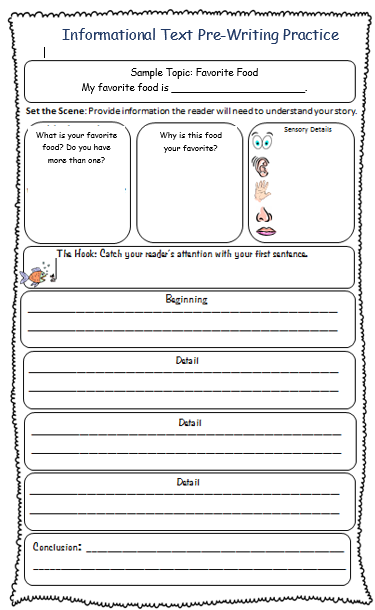 Informational Text Pre-Writing Practice
Sample Topic: Favorite Food
My favorite food is ______________________.
Set the Scene: Provide information the reader will need to understand your story.
What is your favorite
food? Do you have
more than one?
Why is this food
your favorite?
Sensory Details
The Hook: Catch your reader's attention with your first sentence.
Beginning
Detail
Detail
Detail
Conclusion: